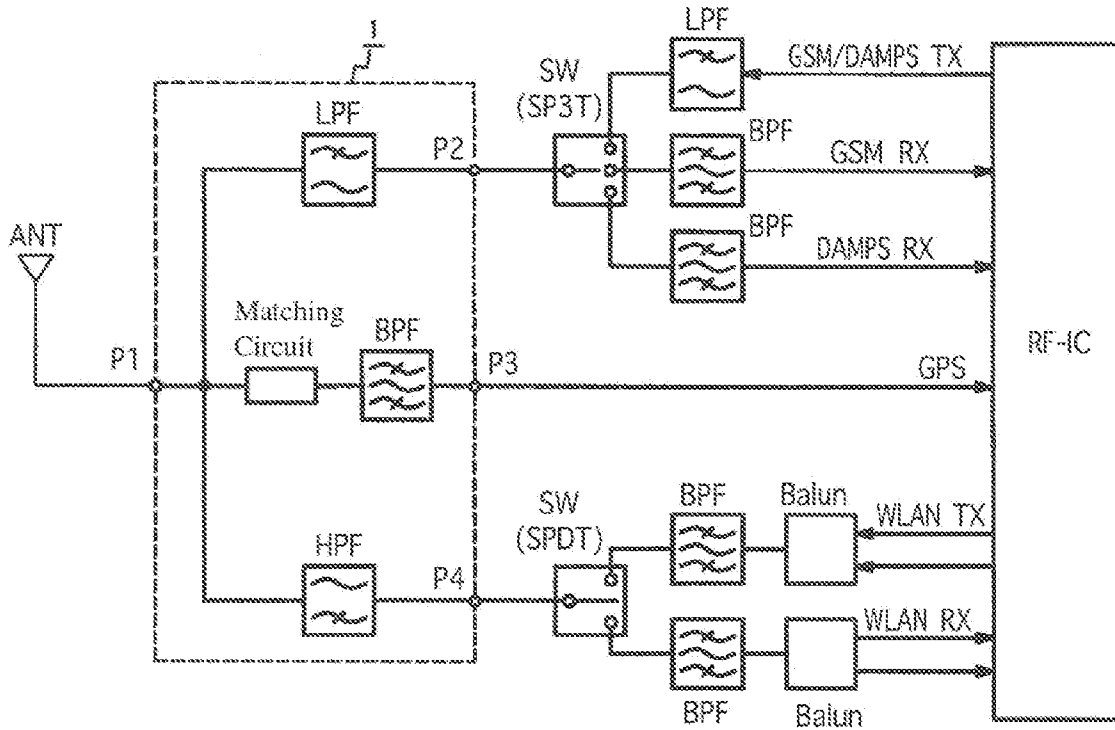 1
LPF
SW
(SP3T)
GSM/DAMPS TX
LPF
P2
BPF
GSM RX
BPF
DAMPS RX
ANT
Matching
Circuit
BPF
P1
P3
GPS
RF-IC
SW
(SPDT)
BPF
Balun
WLAN TX
HPF
P4
WLAN RX
BPF
Balun